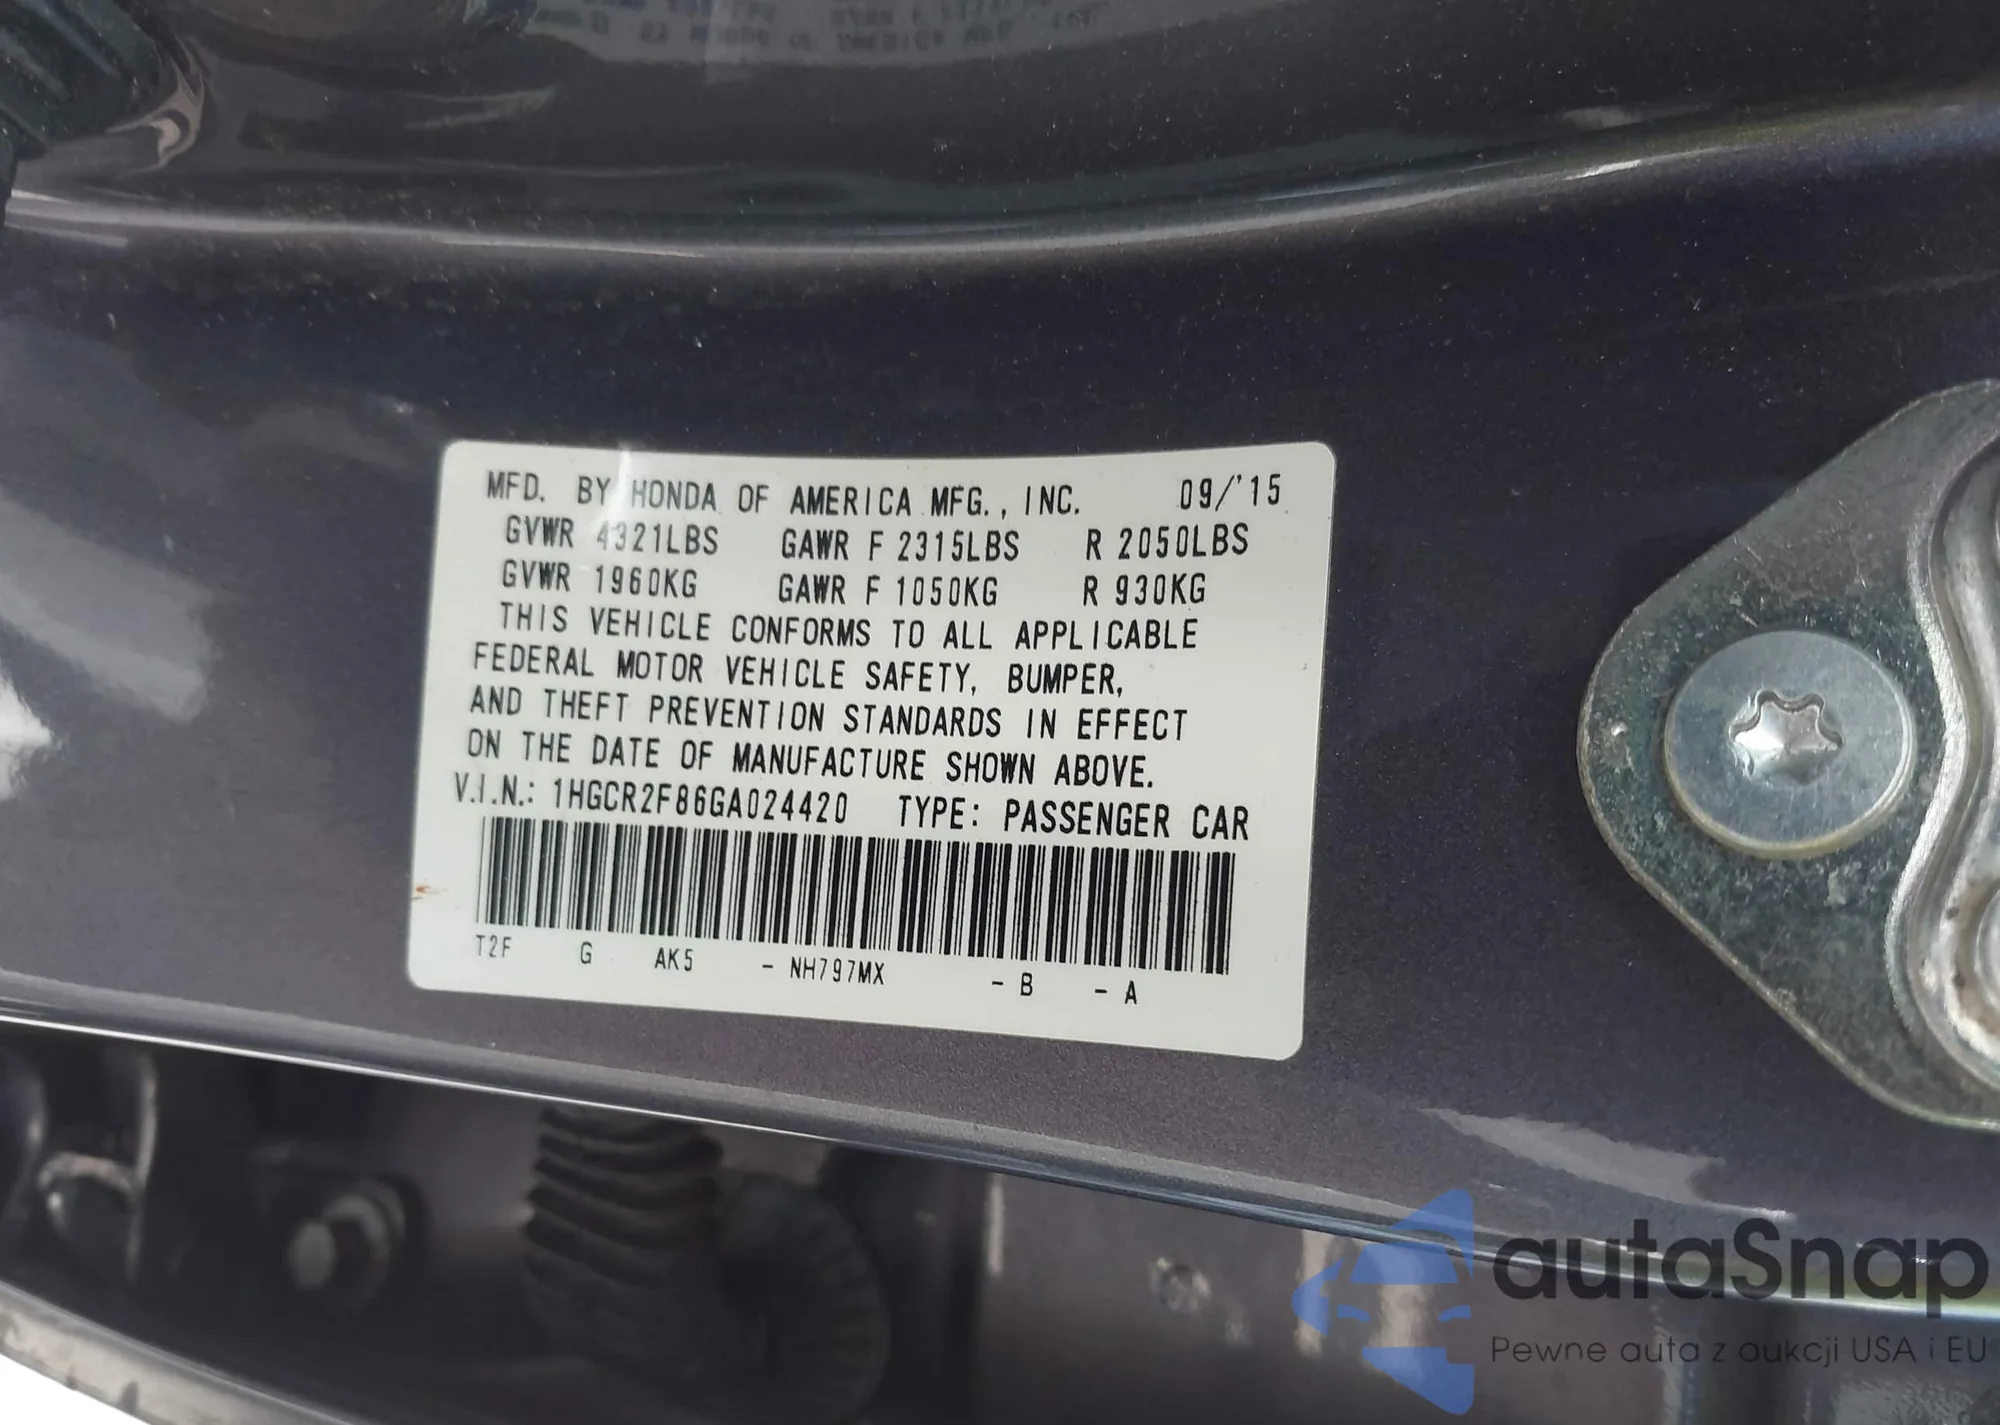 MFD. BY HONDA OF AMERICA MFG., INC. 09/'15
GVWR 4321LBS GAWR F 2315LBS R 2050LBS
GVWR 1960KG GAWR F 1050KG R 930KG
THIS VEHICLE CONFORMS TO ALL APPLICABLE
FEDERAL MOTOR VEHICLE SAFETY, BUMPER,
AND THEFT PREVENTION STANDARDS IN EFFECT
ON THE DATE OF MANUFACTURE SHOWN ABOVE.
V.I.N.: 1HGCR2F86GA024420 TYPE: PASSENGER CAR
T2F G AK5 - NH797MX - B - A
autaSnap
Pewne auta z aukcji USA i EU